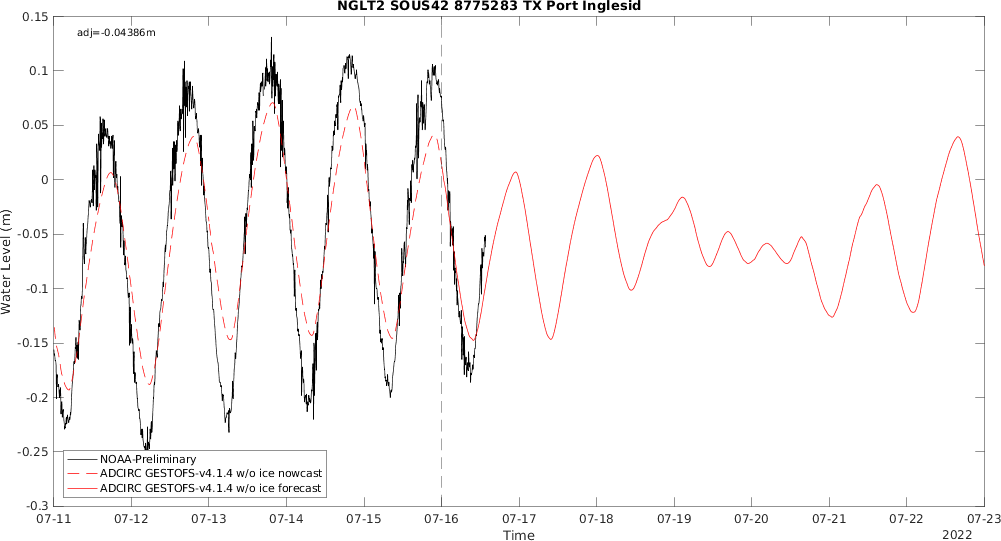 NGLT2 SOUS42 8775283 TX Port Inglesid
adj=-0.04386m
0.15
0.1
0.05
0
-0.05
-0.1
-0.15
-0.2
-0.25
-0.3
Water Level (m)
NOAA-Preliminary
ADCIRC GESTOFS-v4.1.4 w/o ice nowcast
ADCIRC GESTOFS-v4.1.4 w/o ice forecast
07-11 07-12 07-13 07-14 07-15 07-16 07-17 07-18 07-19 07-20 07-21 07-22 07-23
Time
2022